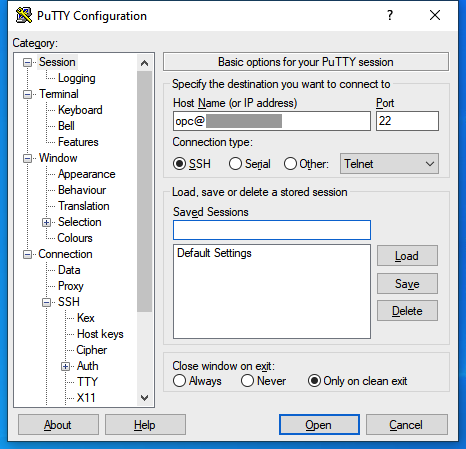 PuTTY Configuration
Category:
Session
Logging
Terminal
Keyboard
Bell
Features
Window
Appearance
Behaviour
Translation
Selection
Colours
Connection
Data
Proxy
SSH
Kex
Host keys
Cipher
Auth
TTY
X11
Basic options for your PuTTY session
Specify the destination you want to connect to
Host Name (or IP address) Port
opc@ 22
Connection type:
SSH Serial Other: Telnet
Load, save or delete a stored session
Saved Sessions
Default Settings
Load
Save
Delete
Close window on exit:
Always Never Only on clean exit
About Help Open Cancel